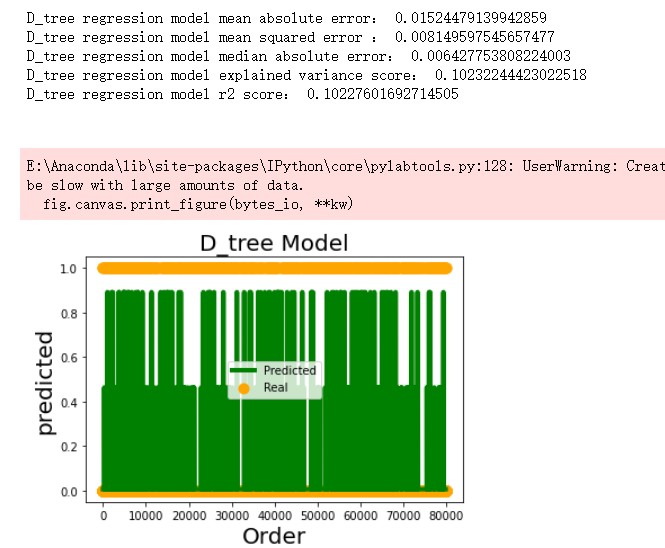 D_tree regression model mean absolute error： 0.01524479139942859
D_tree regression model mean squared error ： 0.008149597545657477
D_tree regression model median absolute error： 0.006427753808224003
D_tree regression model explained variance score： 0.10232244423022518
D_tree regression model r2 score： 0.10227601692714505
E:\Anaconda\lib\site-packages\IPython\core\pylabtools.py:128: UserWarning: Creat
be slow with large amounts of data.
fig.canvas.print_figure(bytes_io, **kw)
D_tree Model
1.0
0.8
0.6
0.4
0.2
0.0
predicted
Predicted
Real
0 10000 20000 30000 40000 50000 60000 70000 80000
Order